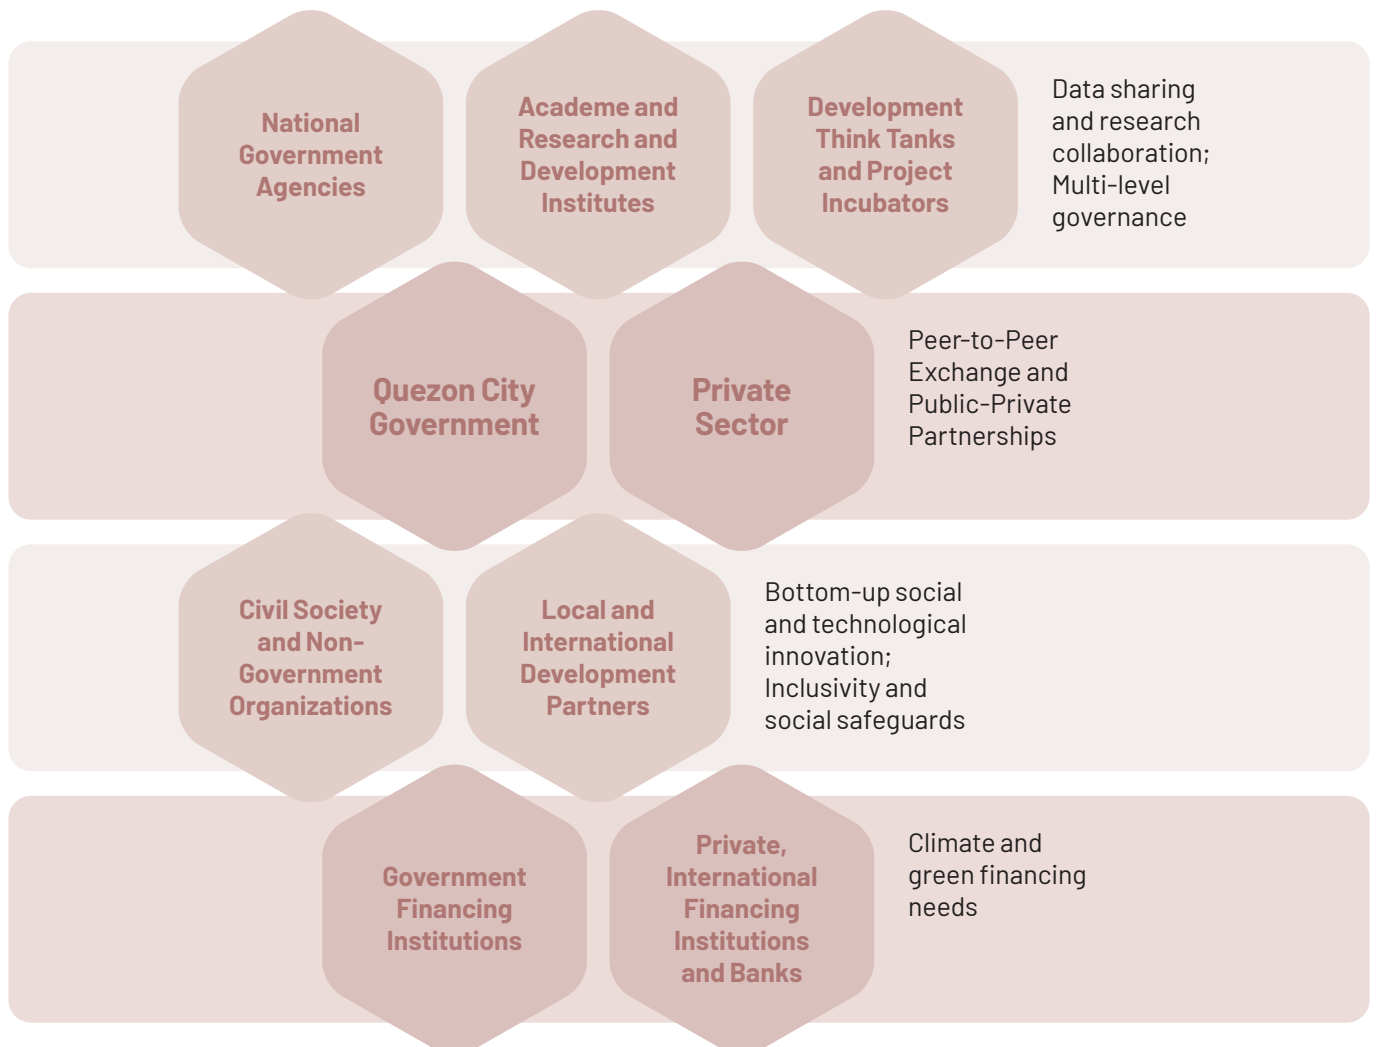 National
Government
Agencies
Academe and
Research and
Development
Institutes
Development
Think Tanks
and Project
Incubators
Data sharing
and research
collaboration;
Multi-level
governance
Quezon City
Government
Private
Sector
Peer-to-Peer
Exchange and
Public-Private
Partnerships
Civil Society
and Non-
Government
Organizations
Local and
International
Development
Partners
Bottom-up social
and technological
innovation;
Inclusivity and
social safeguards
Government
Financing
Institutions
Private,
International
Financing
Institutions
and Banks
Climate and
green financing
needs